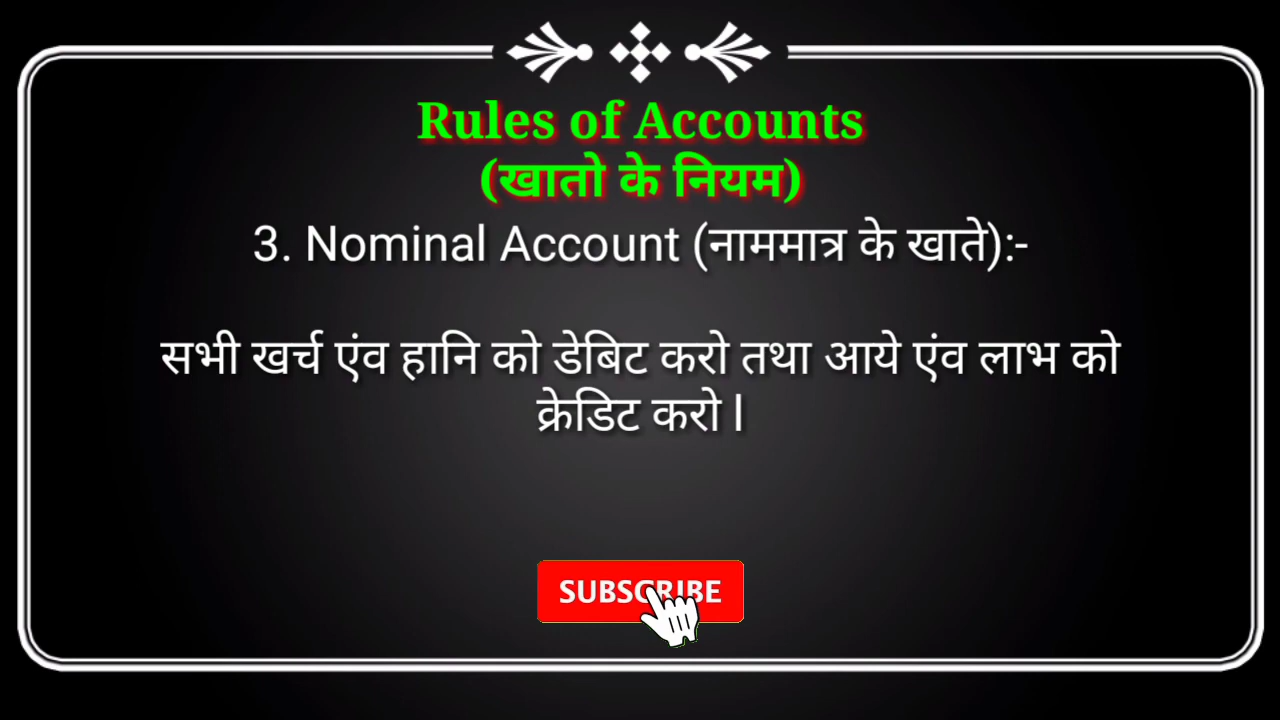 Rules of Accounts
(खातो के नियम)
3. Nominal Account (नाममात्र के खाते):-
सभी खर्च एंव हानि को डेबिट करो तथा आये एंव लाभ को
क्रेडिट करो l
SUBSCRIBE